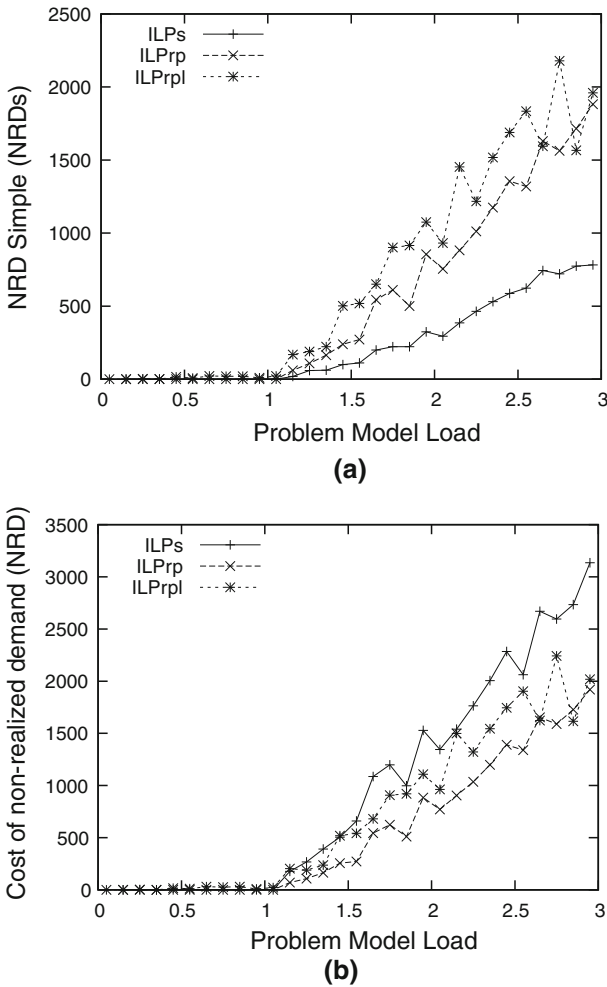 2500
2000
1500
1000
500
0
NRD Simple (NRDs)
ILPs
ILPrp
ILPrpl
0 0.5 1 1.5 2 2.5 3
Problem Model Load
(a)
3500
3000
2500
2000
1500
1000
500
0
Cost of non-realized demand (NRD)
ILPs
ILPrp
ILPrpl
0 0.5 1 1.5 2 2.5 3
Problem Model Load
(b)